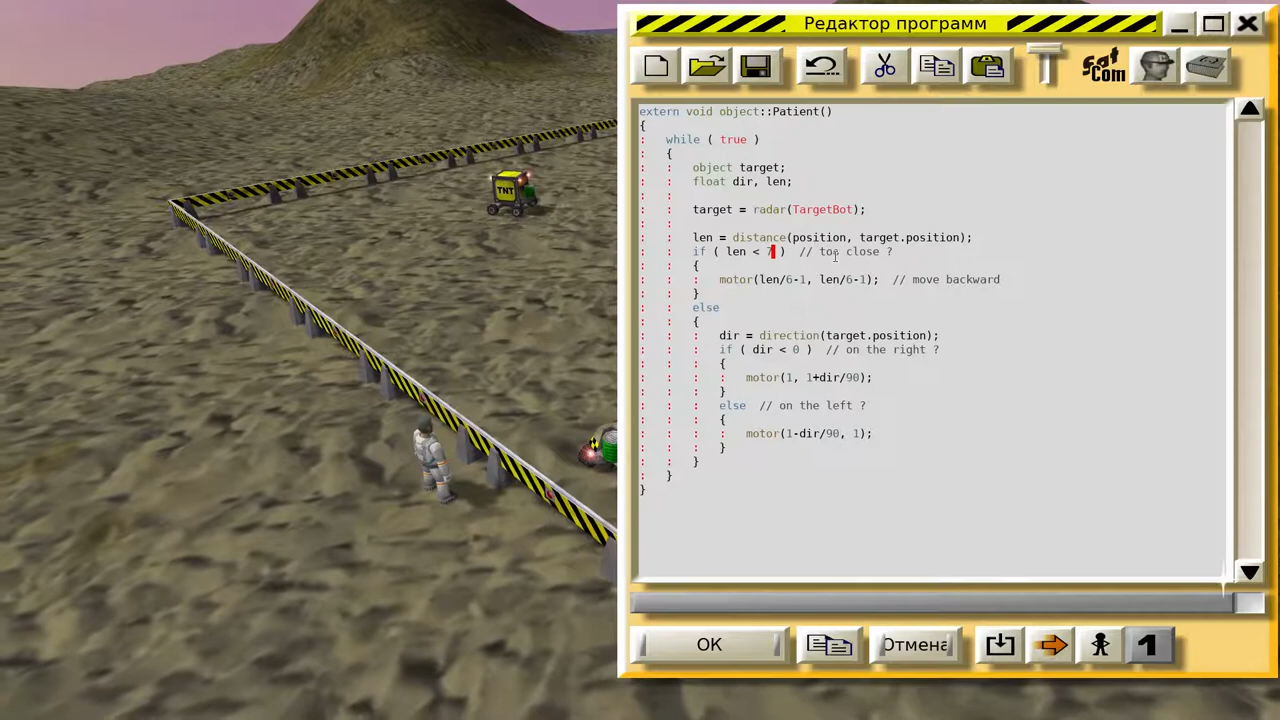 Редактор программ
Sat
Com
extern void object::Patient()
{
: while ( true )
: {
: : object target;
: : float dir, len;
: :
: : target = radar(TargetBot);
: :
: : len = distance(position, target.position);
: : if ( len < 7 ) // too close ?
: : {
: : : motor(len/6-1, len/6-1); // move backward
: : }
: : else
: : {
: : : dir = direction(target.position);
: : : if ( dir < 0 ) // on the right ?
: : : {
: : : : motor(1, 1+dir/90);
: : : }
: : : else // on the left ?
: : : {
: : : : motor(1-dir/90, 1);
: : : }
: : }
: }
}
TNT
OK
Отмена
1